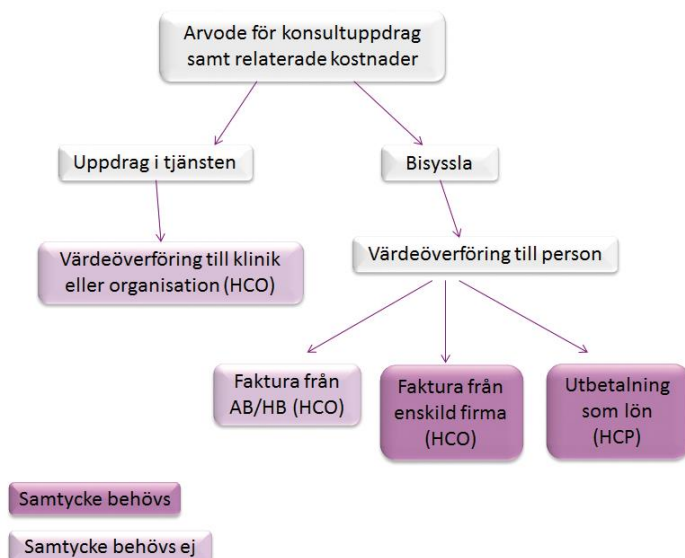 Arvode för konsultuppdrag
samt relaterade kostnader
Uppdrag i tjänsten
Bisyssla
Värdeöverföring till klinik
eller organisation (HCO)
Värdeöverföring till person
Faktura från
AB/HB (HCO)
Faktura från
enskild firma
(HCO)
Utbetalning
som lön
(HCP)
Samtycke behövs
Samtycke behövs ej